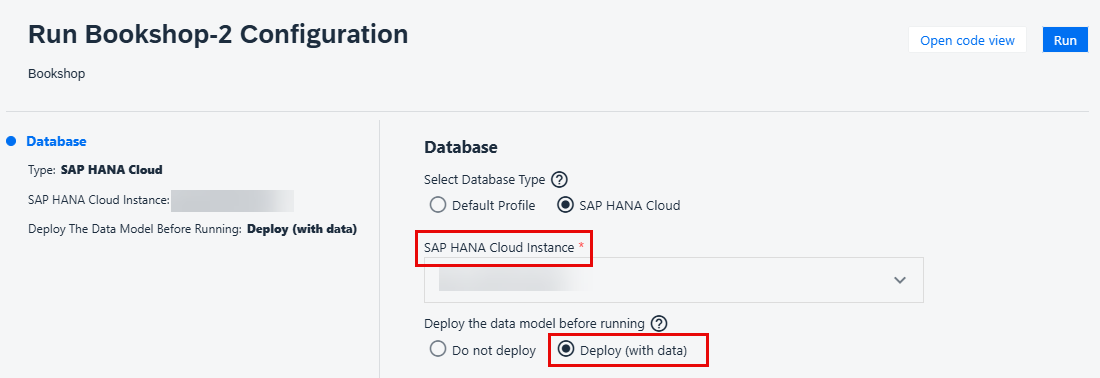 Run Bookshop-2 Configuration
Open code view
Run
Bookshop
Database
Type: SAP HANA Cloud
SAP HANA Cloud Instance:
Deploy The Data Model Before Running: Deploy (with data)
Database
Select Database Type ?
Default Profile
SAP HANA Cloud
SAP HANA Cloud Instance *
Deploy the data model before running ?
Do not deploy
Deploy (with data)